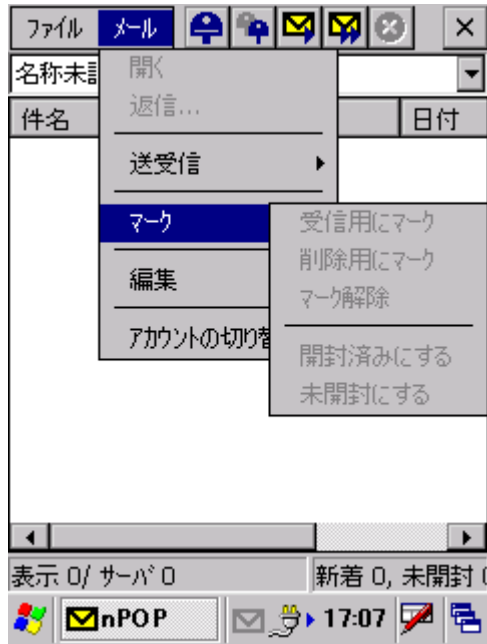 ファイル メール
名称未
件名 日付
開く
返信...
送受信
マーク
編集
アカウントの切り
受信用にマーク
削除用にマーク
マーク解除
開封済みにする
未開封にする
表示 0/ サーバ 0 新着 0, 未開封
nPOP 17:07